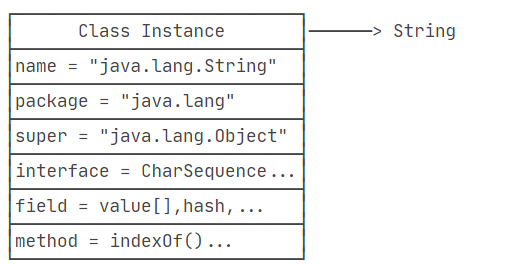 Class Instance ──────> String
name = "java.lang.String"
package = "java.lang"
super = "java.lang.Object"
interface = CharSequence...
field = value[],hash,...
method = indexOf()...